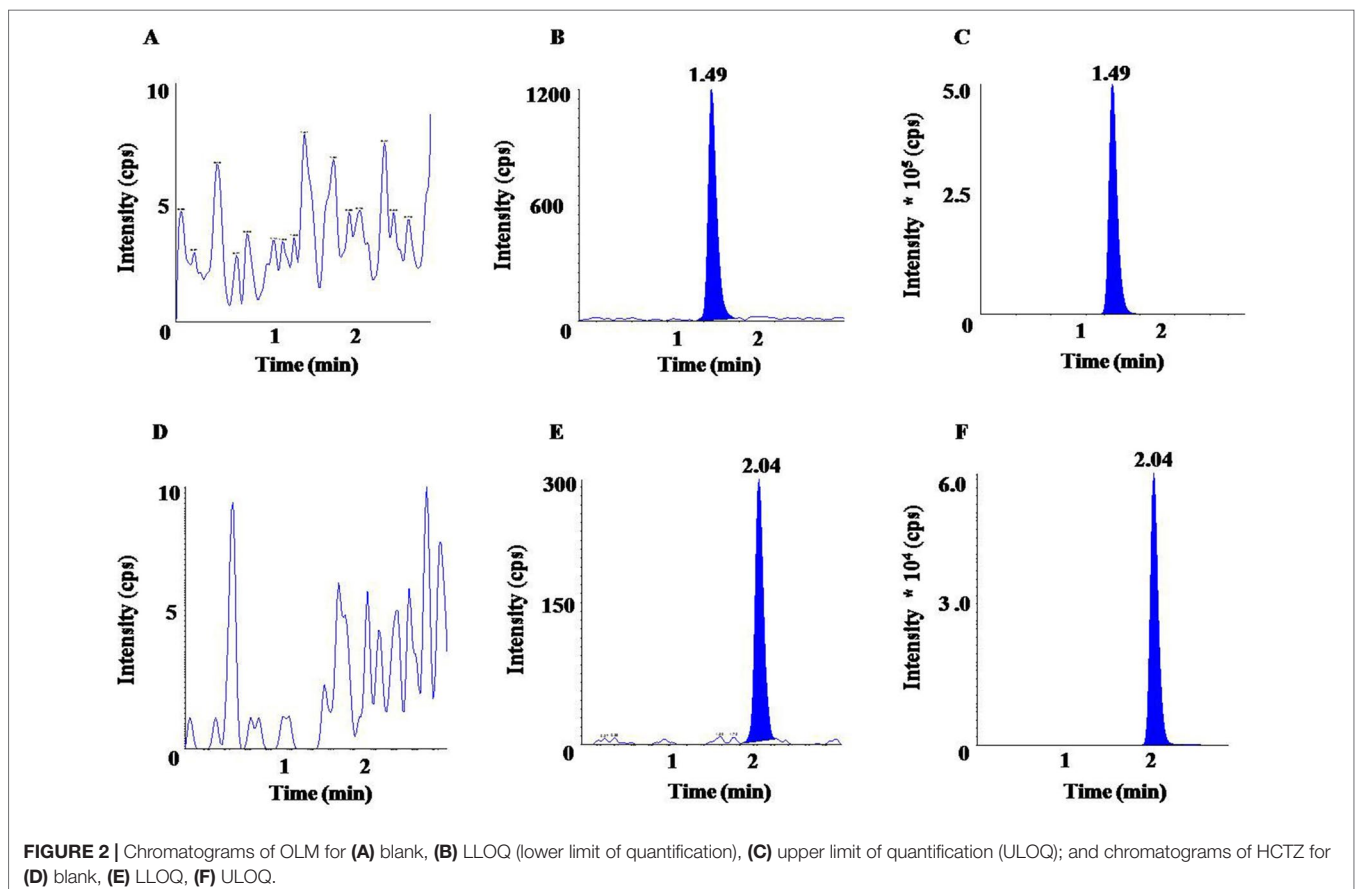 A
Intensity (cps)
10
5
0
1
2
Time (min)
B
1.49
Intensity (cps)
1200
600
0
1
2
Time (min)
C
1.49
Intensity * 10⁵ (cps)
5.0
2.5
0
1
2
Time (min)
D
Intensity (cps)
10
5
0
1
2
Time (min)
E
2.04
Intensity (cps)
300
150
0
1
2
Time (min)
F
2.04
Intensity * 10⁴ (cps)
6.0
3.0
0
1
2
Time (min)
FIGURE 2 | Chromatograms of OLM for (A) blank, (B) LLOQ (lower limit of quantification), (C) upper limit of quantification (ULOQ); and chromatograms of HCTZ for
(D) blank, (E) LLOQ, (F) ULOQ.